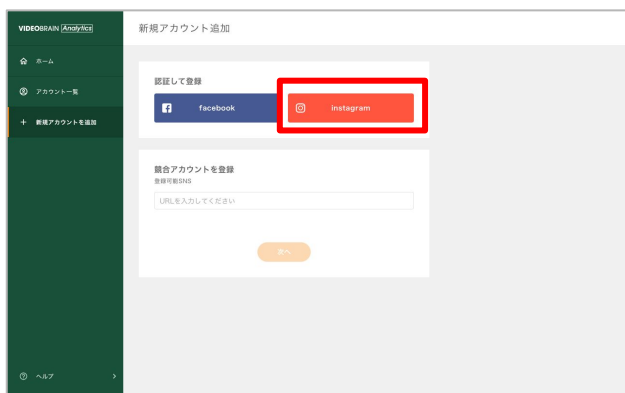 VIDEOBRAIN Analytics
新規アカウント追加
ホーム
アカウント一覧
+ 新規アカウントを追加
認証して登録
facebook
instagram
競合アカウントを登録
登録可能SNS
URLを入力してください
次へ
ヘルプ